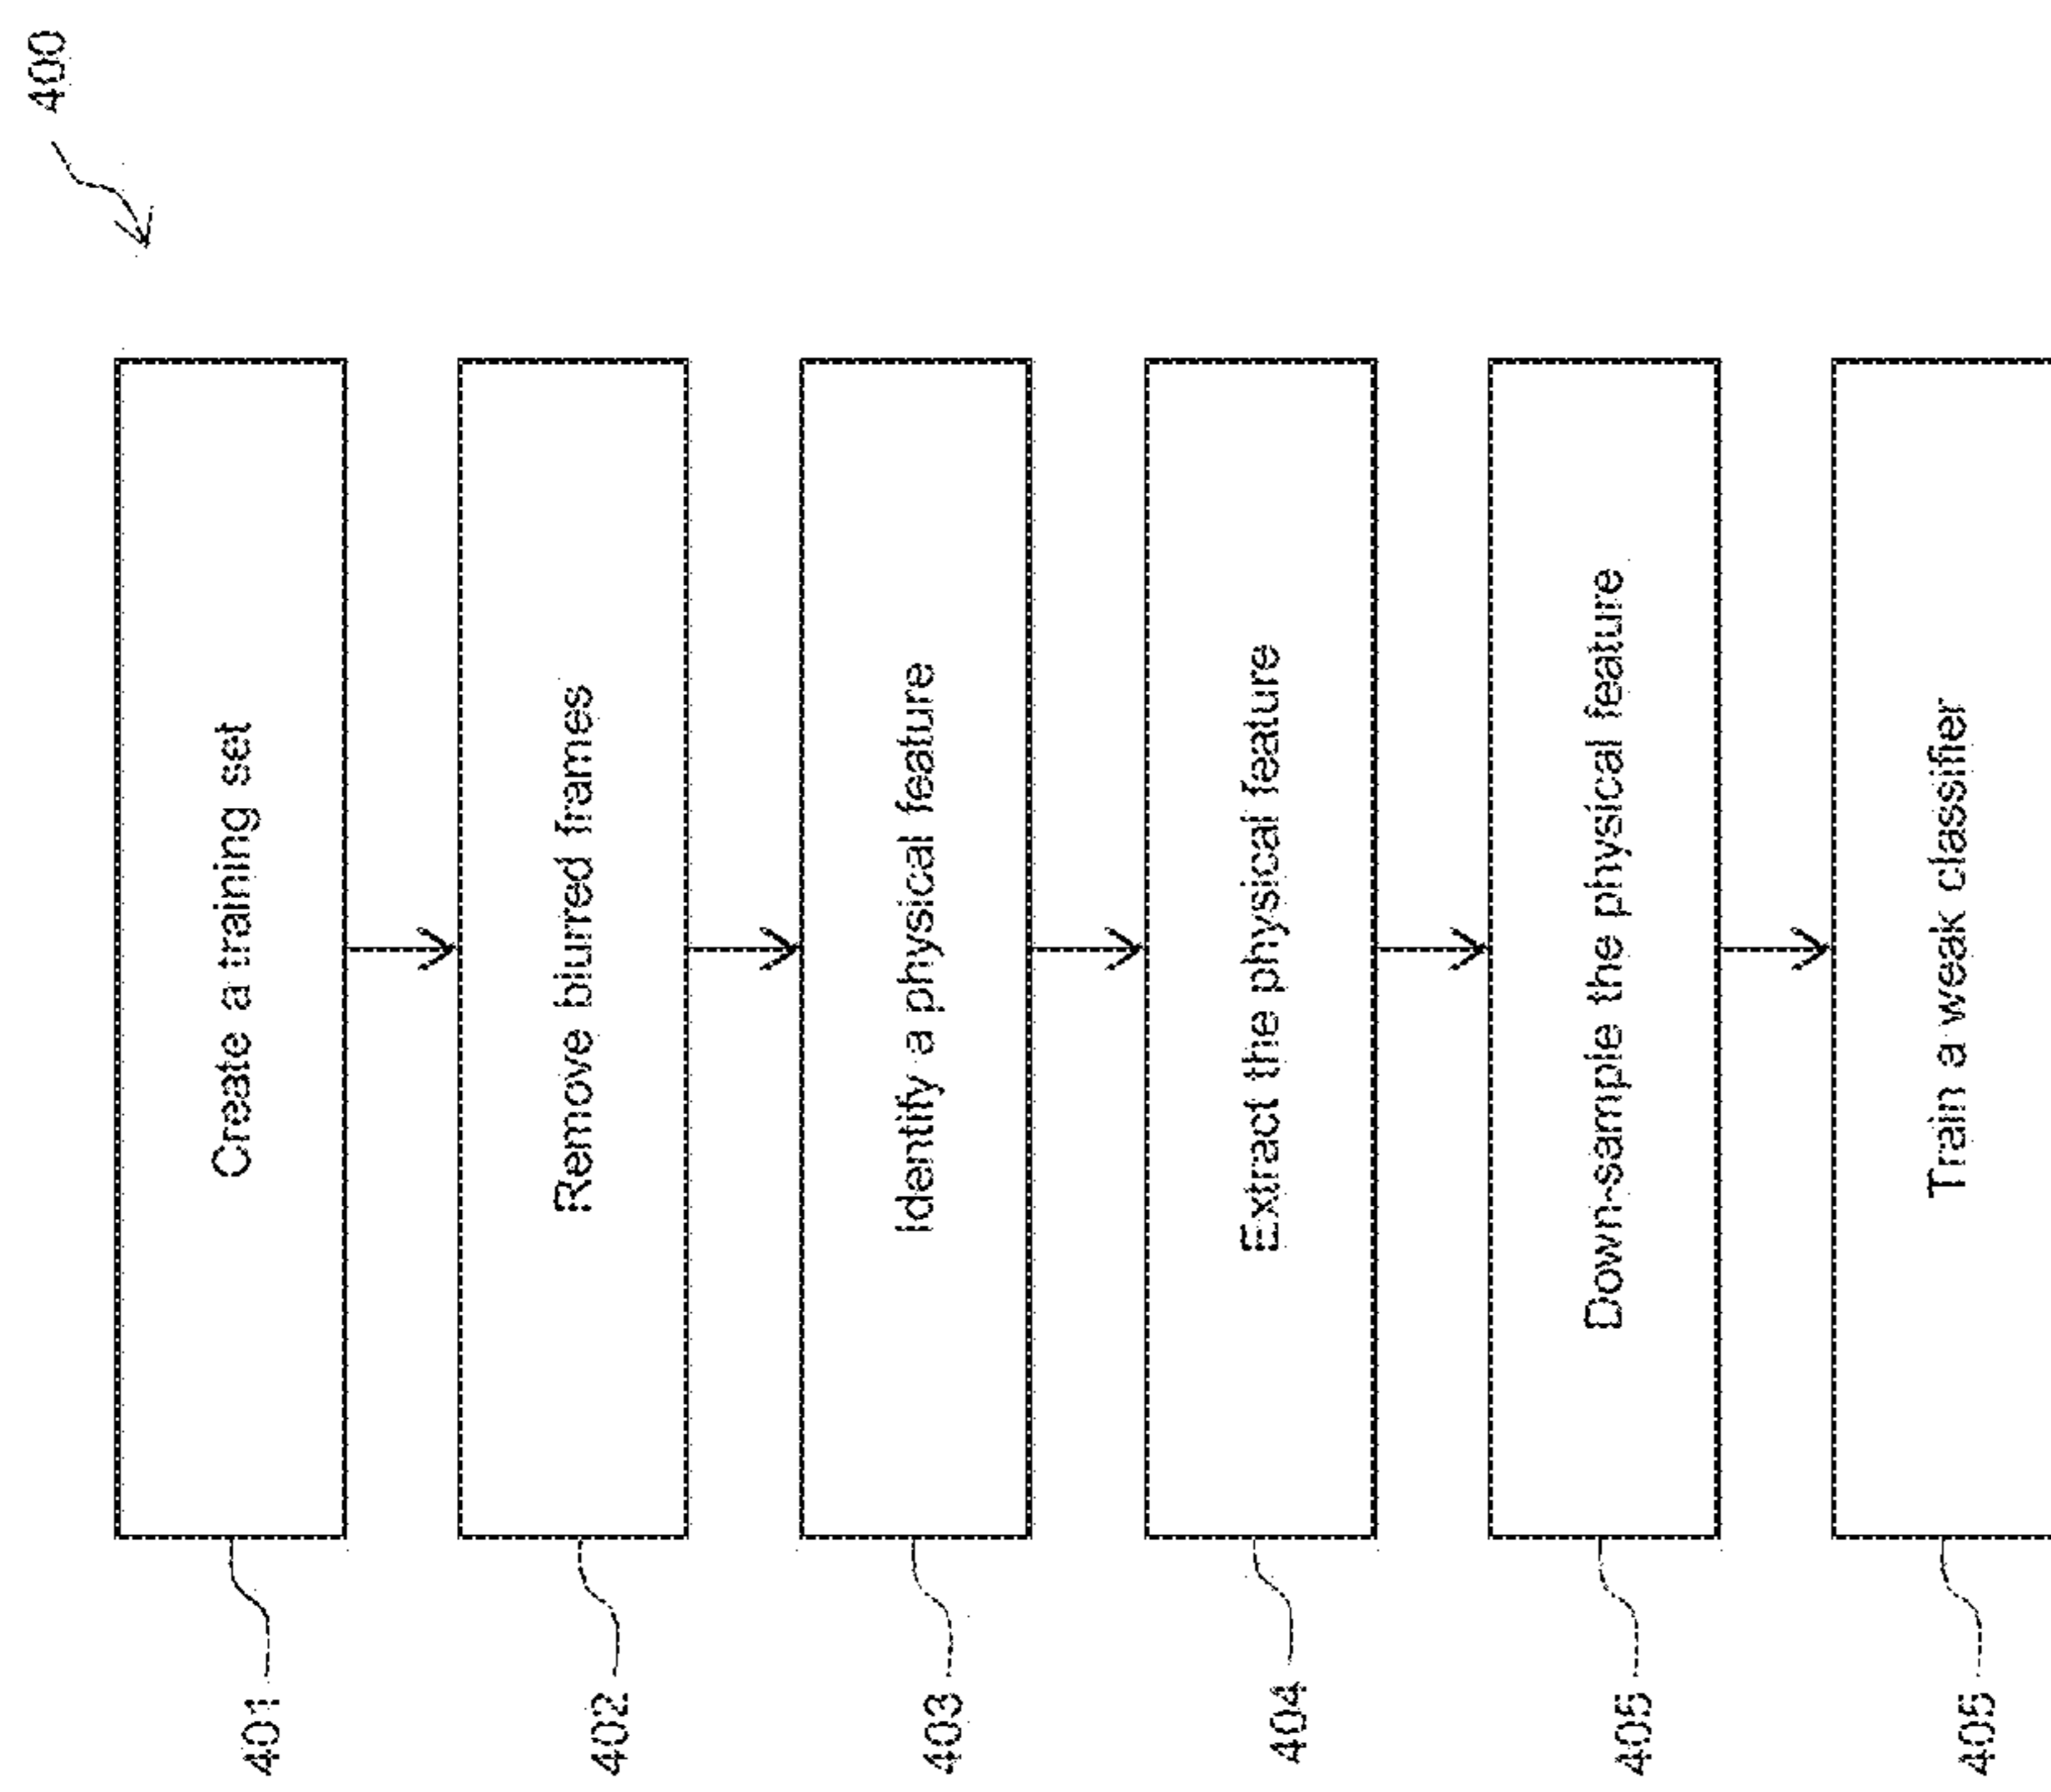 400
401
Create a training set
402
Remove blurred frames
403
Identify a physical feature
404
Extract the physical feature
405
Down-sample the physical feature
405
Train a weak classifier